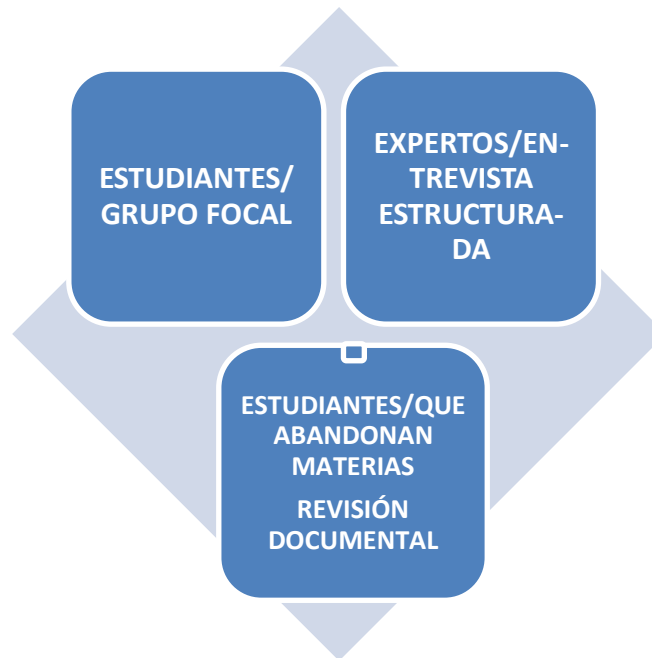 ESTUDIANTES/
GRUPO FOCAL
EXPERTOS/EN-
TREVISTA
ESTRUCTURA-
DA
ESTUDIANTES/QUE
ABANDONAN
MATERIAS
REVISIÓN
DOCUMENTAL